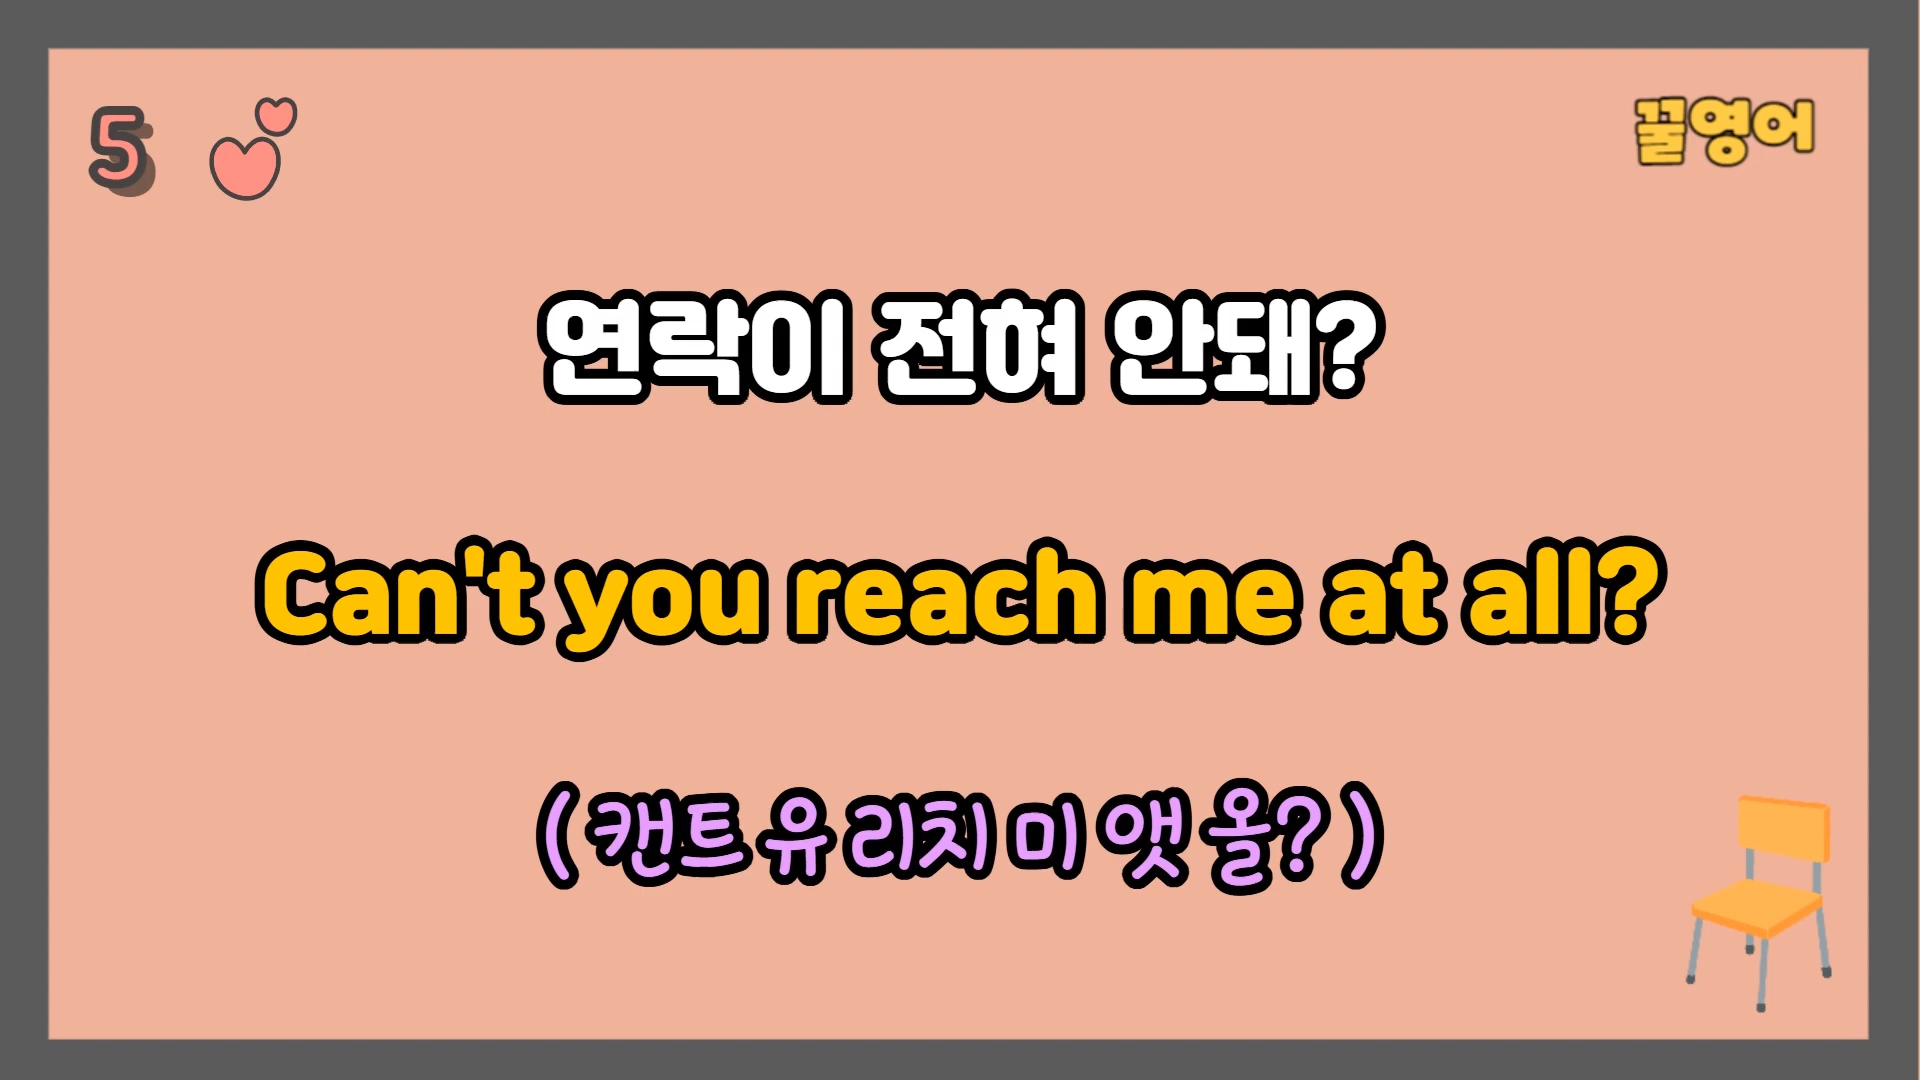 5
꿀영어
연락이 전혀 안돼?
Can't you reach me at all?
( 캔트 유 리치 미 앳 올? )